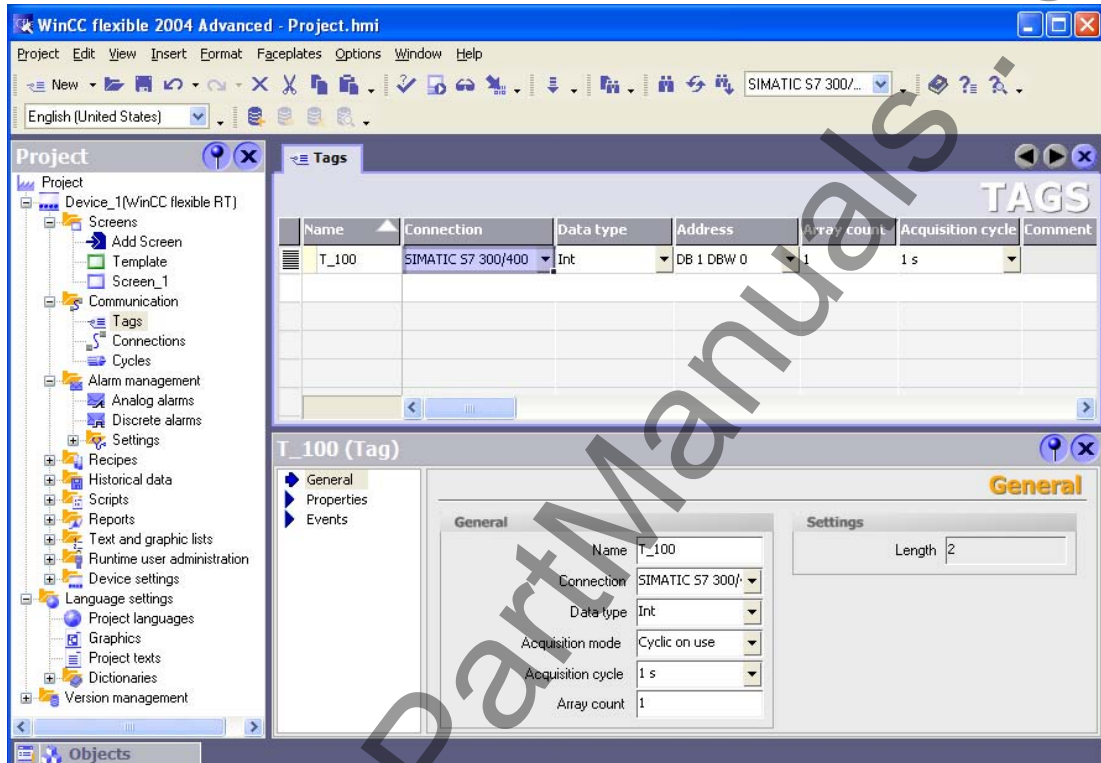 WinCC flexible 2004 Advanced - Project.hmi
Project Edit View Insert Format Faceplates Options Window Help
New SIMATIC S7 300/...
English (United States)
Project
Project
Device_1(WinCC flexible RT)
Screens
Add Screen
Template
Screen_1
Communication
Tags
Connections
Cycles
Alarm management
Analog alarms
Discrete alarms
Settings
Recipes
Historical data
Scripts
Reports
Text and graphic lists
Runtime user administration
Device settings
Language settings
Project languages
Graphics
Project texts
Dictionaries
Version management
Objects
Tags
TAGS
Name Connection Data type Address Array count Acquisition cycle Comment
T_100 SIMATIC S7 300/400 Int DB 1 DBW 0 1 1 s
T_100 (Tag)
General
Properties
Events
General
General
Name T_100
Connection SIMATIC S7 300/
Data type Int
Acquisition mode Cyclic on use
Acquisition cycle 1 s
Array count 1
Settings
Length 2
PartManuals.